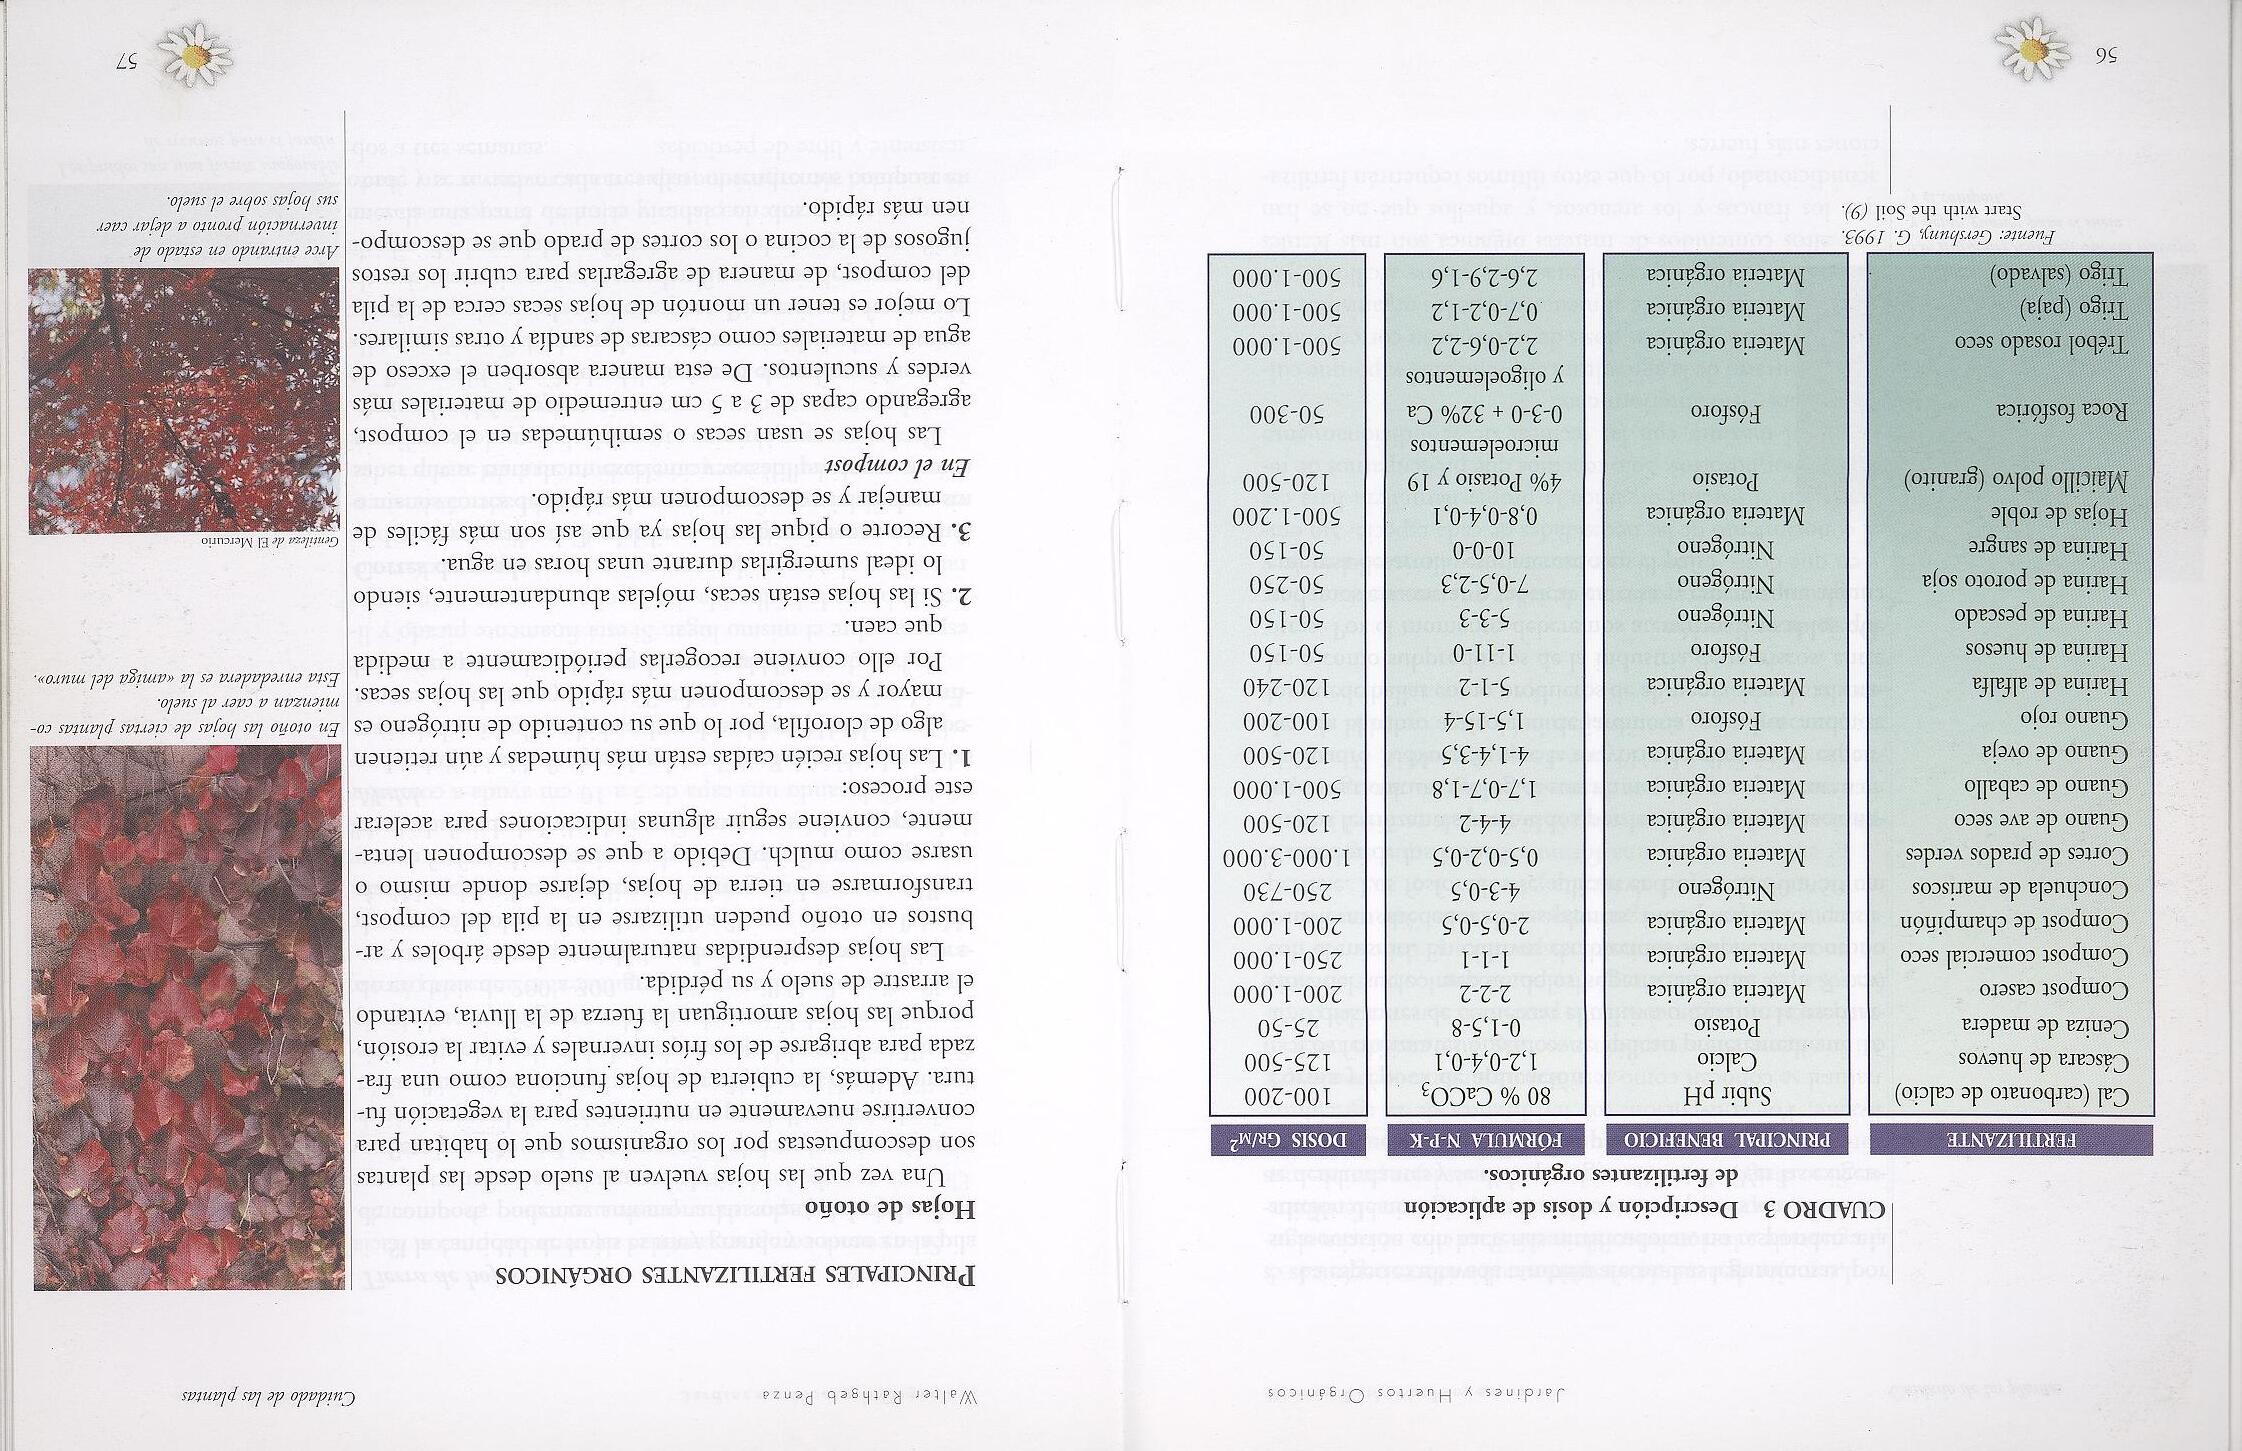 Jardines y Huertos Orgánicos
CUADRO 3 Descripción y dosis de aplicación
de fertilizantes orgánicos.
FERTILIZANTE PRINCIPAL BENEFICIO FÓRMULA N-P-K DOSIS GR/M²
Cal (carbonato de calcio) Subir pH 80 % CaCO₃ 100-200
Cáscara de huevos Calcio 1,2-0,4-0,1 125-500
Ceniza de madera Potasio 0-1,5-8 25-50
Compost casero Materia orgánica 2-2-2 200-1.000
Compost comercial seco Materia orgánica 1-1-1 250-1.000
Compost de champiñón Materia orgánica 2-0,5-0,5 200-1.000
Conchuela de mariscos Nitrógeno 4-3-0,5 250-730
Cortes de prados verdes Materia orgánica 0,5-0,2-0,5 1.000-3.000
Guano de ave seco Materia orgánica 4-4-2 120-500
Guano de caballo Materia orgánica 1,7-0,7-1,8 500-1.000
Guano de oveja Materia orgánica 4-1,4-3,5 120-500
Guano rojo Fósforo 1,5-15-4 100-200
Harina de alfalfa Materia orgánica 5-1-2 120-240
Harina de huesos Fósforo 1-11-0 50-150
Harina de pescado Nitrógeno 5-3-3 50-150
Harina de poroto soja Nitrógeno 7-0,5-2,3 50-250
Harina de sangre Nitrógeno 10-0-0 50-150
Hojas de roble Materia orgánica 0,8-0,4-0,1 500-1.200
Maicillo polvo (granito) Potasio 4% Potasio y 19 120-500
microelementos
Roca fosfórica Fósforo 0-3-0 + 32% Ca 50-300
y oligoelementos
Trébol rosado seco Materia orgánica 2,2-0,6-2,2 500-1.000
Trigo (paja) Materia orgánica 0,7-0,2-1,2 500-1.000
Trigo (salvado) Materia orgánica 2,6-2,9-1,6 500-1.000
Fuente: Gershuny, G. 1993.
Start with the Soil (9).
56
Walter Rathgeb Penza
Cuidado de las plantas
PRINCIPALES FERTILIZANTES ORGÁNICOS
Hojas de otoño
Una vez que las hojas vuelven al suelo desde las plantas
son descompuestas por los organismos que lo habitan para
convertirse nuevamente en nutrientes para la vegetación fu-
tura. Además, la cubierta de hojas funciona como una fra-
zada para abrigarse de los fríos invernales y evitar la erosión,
porque las hojas amortiguan la fuerza de la lluvia, evitando
el arrastre de suelo y su pérdida.
Las hojas desprendidas naturalmente desde árboles y ar-
bustos en otoño pueden utilizarse en la pila del compost,
transformarse en tierra de hojas, dejarse donde mismo o
usarse como mulch. Debido a que se descomponen lenta-
mente, conviene seguir algunas indicaciones para acelerar
este proceso:
1. Las hojas recién caídas están más húmedas y aún retienen
algo de clorofila, por lo que su contenido de nitrógeno es
mayor y se descomponen más rápido que las hojas secas.
Por ello conviene recogerlas periódicamente a medida
que caen.
2. Si las hojas están secas, mójelas abundantemente, siendo
lo ideal sumergirlas durante unas horas en agua.
3. Recorte o pique las hojas ya que así son más fáciles de
manejar y se descomponen más rápido.
En el compost
Las hojas se usan secas o semihúmedas en el compost,
agregando capas de 3 a 5 cm entremedio de materiales más
verdes y suculentos. De esta manera absorben el exceso de
agua de materiales como cáscaras de sandía y otras similares.
Lo mejor es tener un montón de hojas secas cerca de la pila
del compost, de manera de agregarlas para cubrir los restos
jugosos de la cocina o los cortes de prado que se descompo-
nen más rápido.
En otoño las hojas de ciertas plantas co-
mienzan a caer al suelo.
Esta enredadera es la «amiga del muro».
Gentileza de El Mercurio
Arce entrando en estado de
invernación pronto a dejar caer
sus hojas sobre el suelo.
57